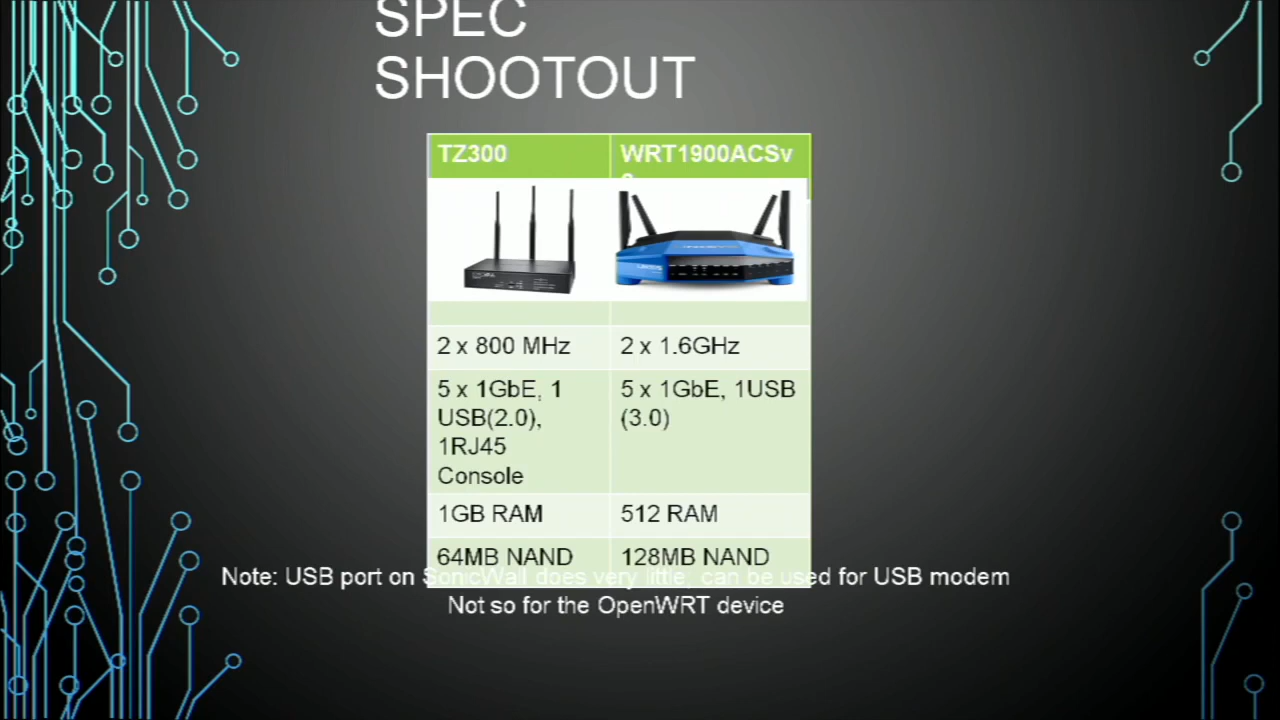 SPEC
SHOOTOUT
TZ300
WRT1900ACSv
2 x 800 MHz
2 x 1.6GHz
5 x 1GbE, 1
USB(2.0),
1RJ45
Console
5 x 1GbE, 1USB
(3.0)
1GB RAM
512 RAM
64MB NAND
128MB NAND
Note: USB port on SonicWall does very little, can be used for USB modem
Not so for the OpenWRT device